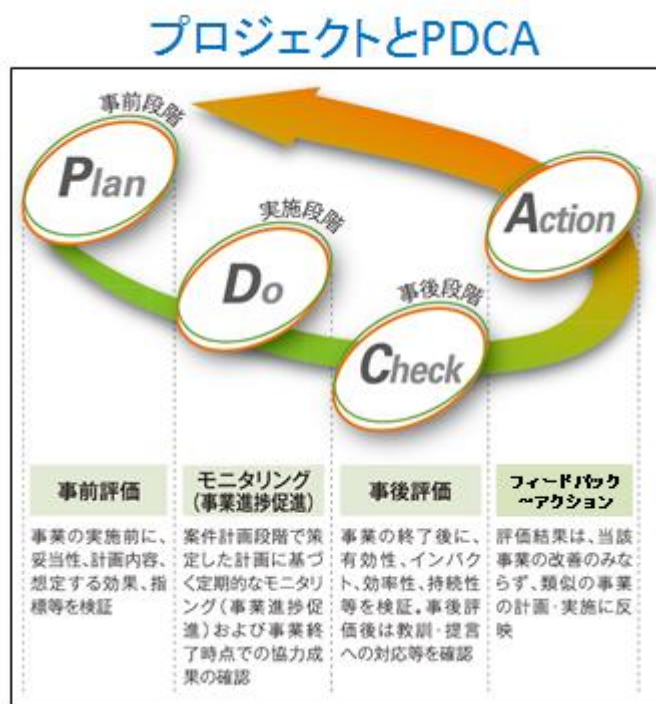 プロジェクトとPDCA
事前段階
Plan
実施段階
Do
事後段階
Check
Action
事前評価
事業の実施前に、
妥当性、計画内容、
想定する効果、指
標等を検証
モニタリング
（事業進捗促進）
案件計画段階で策
定した計画に基づ
く定期的なモニタ
リング（事業進捗促
進）および事業終
了時点での協力成
果の確認
事後評価
事業の終了後に、
有効性、インパク
ト、効率性、持続性
等を検証。事後評
価後は教訓・提言
への対応等を確認
フィードバック
～アクション
評価結果は、当該
事業の改善のみな
らず、類似の事業
の計画・実施に反
映